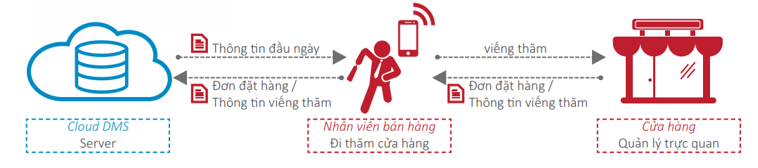 Thông tin đầu ngày
Đơn đặt hàng /
Thông tin viếng thăm
viếng thăm
Đơn đặt hàng /
Thông tin viếng thăm
Cloud DMS
Server
Nhân viên bán hàng
Đi thăm cửa hàng
Cửa hàng
Quản lý trực quan